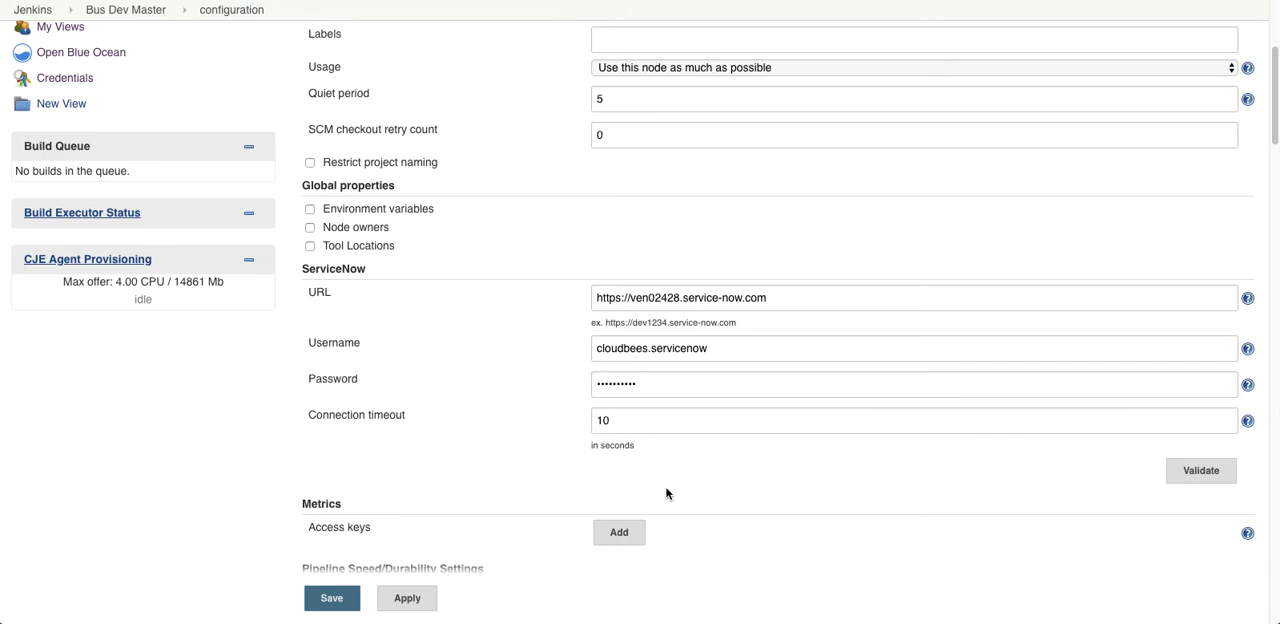 Jenkins Bus Dev Master configuration
My Views
Open Blue Ocean
Credentials
New View
Build Queue
No builds in the queue.
Build Executor Status
CJE Agent Provisioning
Max offer: 4.00 CPU / 14861 Mb
idle
Labels
Usage Use this node as much as possible
Quiet period 5
SCM checkout retry count 0
Restrict project naming
Global properties
Environment variables
Node owners
Tool Locations
ServiceNow
URL https://ven02428.service-now.com
ex. https://dev1234.service-now.com
Username cloudbees.servicenow
Password ••••••••••
Connection timeout 10
in seconds
Validate
Metrics
Access keys Add
Pipeline Speed/Durability Settings
Save Apply